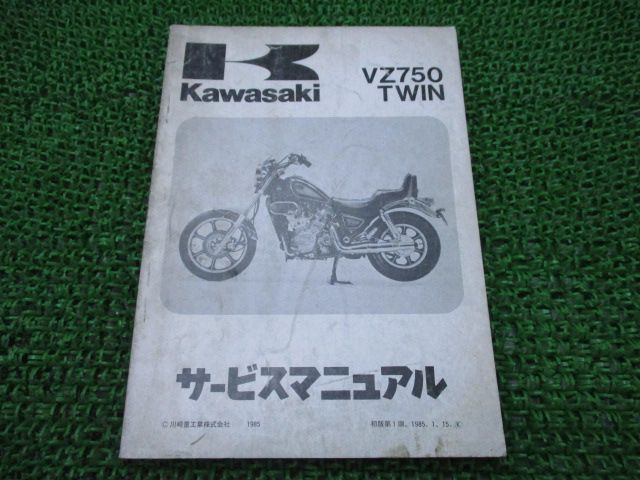 Kawasaki
VZ750
TWIN
サービスマニュアル
© 川崎重工業株式会社 1985
初版第1刷、1985. 1、15. Ⓚ